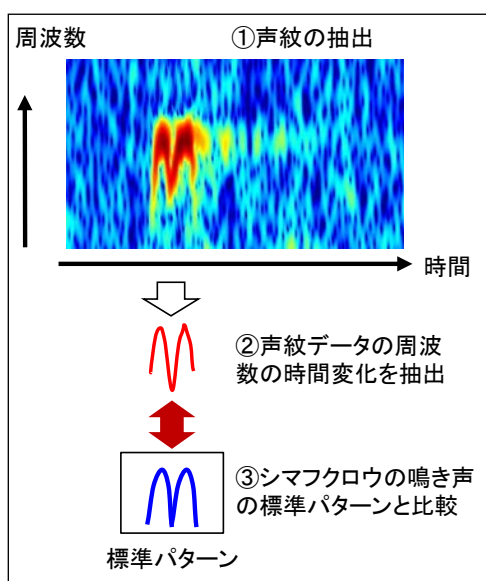 周波数
①声紋の抽出
時間
②声紋データの周波
数の時間変化を抽出
③シマフクロウの鳴き声
の標準パターンと比較
標準パターン